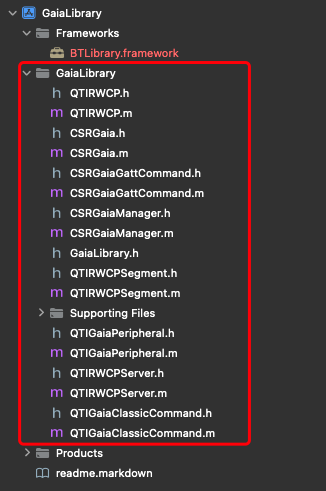 GaiaLibrary
Frameworks
BTLibrary.framework
GaiaLibrary
h QTIRWCP.h
m QTIRWCP.m
h CSRGaia.h
m CSRGaia.m
h CSRGaiaGattCommand.h
m CSRGaiaGattCommand.m
h CSRGaiaManager.h
m CSRGaiaManager.m
h GaiaLibrary.h
h QTIRWCPSegment.h
m QTIRWCPSegment.m
Supporting Files
h QTIGaiaPeripheral.h
m QTIGaiaPeripheral.m
h QTIRWCPServer.h
m QTIRWCPServer.m
h QTIGaiaClassicCommand.h
m QTIGaiaClassicCommand.m
Products
readme.markdown